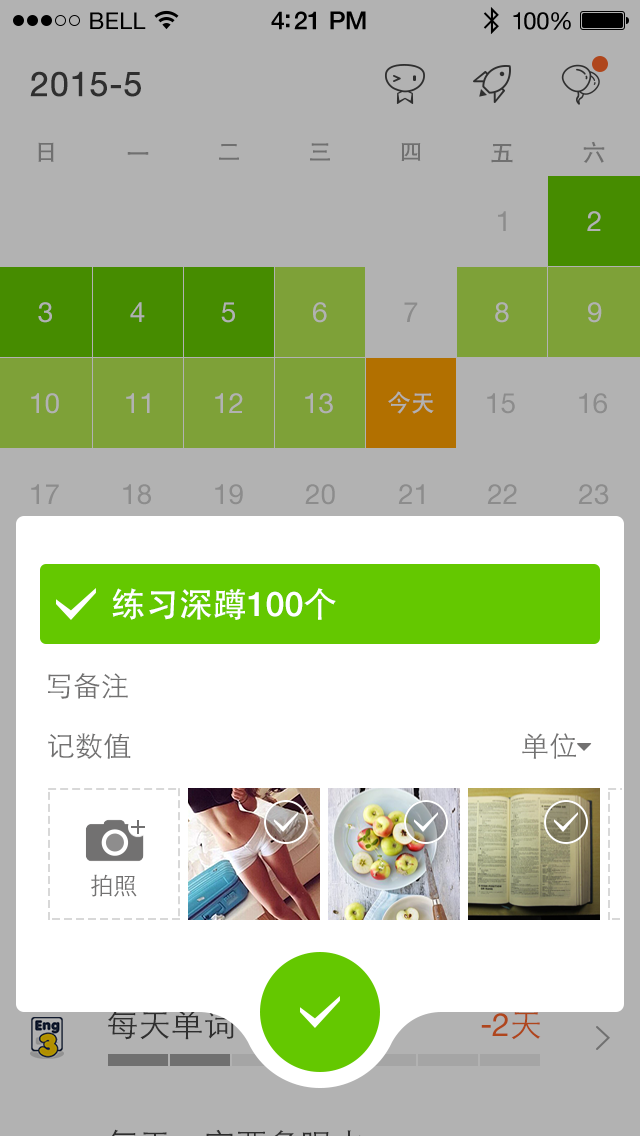 BELL 4:21 PM 100%
2015-5
日 一 二 三 四 五 六
1 2
3 4 5 6 7 8 9
10 11 12 13 今天 15 16
17 18 19 20 21 22 23
练习深蹲100个
写备注
记数值 单位
拍照
Eng 3
每天单词 -2天